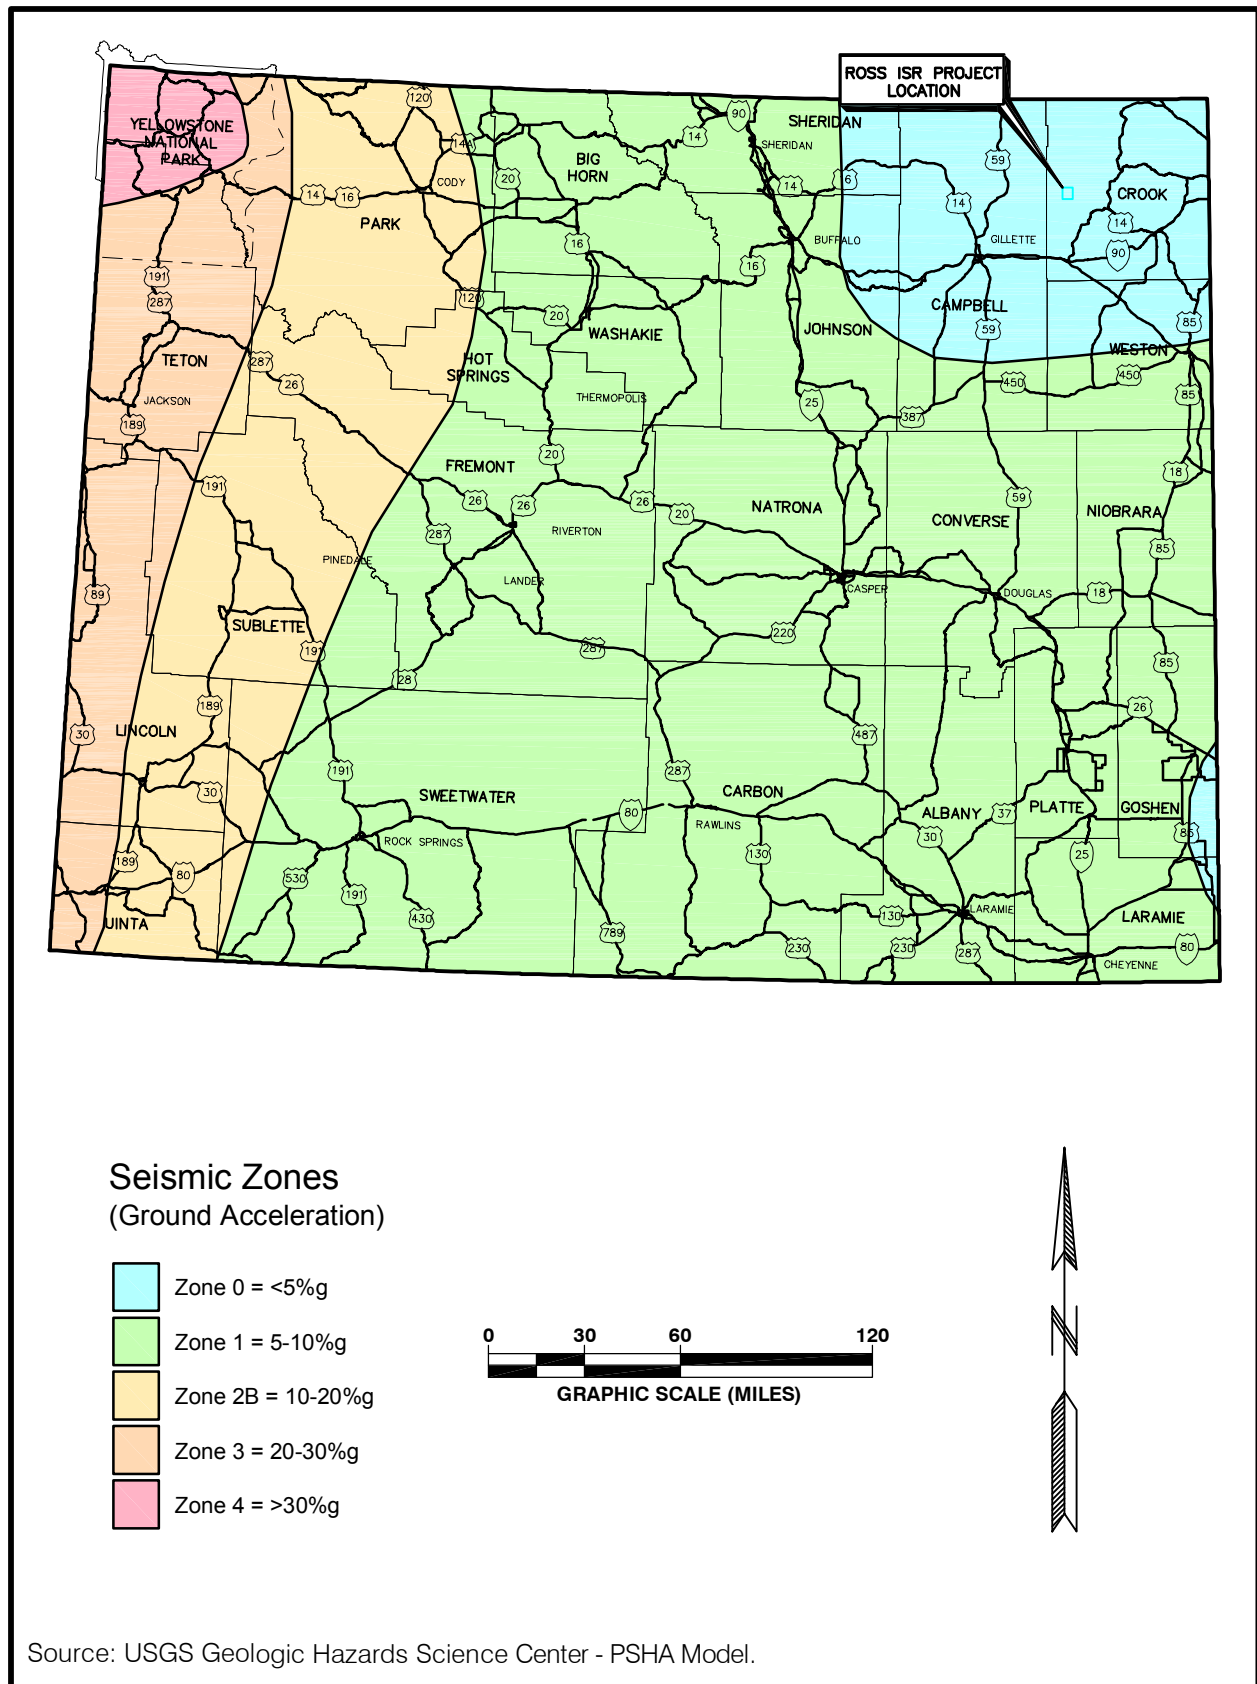 ROSS ISR PROJECT
LOCATION
YELLOWSTONE
NATIONAL
PARK
120
90
SHERIDAN
14A
14
SHERIDAN
59
BIG
HORN
CODY
20
14
6
14
16
PARK
14
CROOK
14
16
BUFFALO
GILLETTE
90
191
16
287
120
20
WASHAKIE
JOHNSON
CAMPBELL
59
85
TETON
287
HOT
SPRINGS
WESTON
26
450
450
JACKSON
THERMOPOLIS
25
387
85
189
FREMONT
20
191
26
26
26
20
NATRONA
59
18
CONVERSE
NIOBRARA
287
RIVERTON
85
PINEDALE
LANDER
CASPER
DOUGLAS
18
89
SUBLETTE
220
191
287
85
28
189
26
30
LINCOLN
487
191
287
30
SWEETWATER
CARBON
80
RAWLINS
ALBANY
37
PLATTE
GOSHEN
30
85
ROCK SPRINGS
130
25
189
80
530
191
430
130
LARAMIE
LARAMIE
UINTA
789
230
230
287
80
CHEYENNE
Seismic Zones
(Ground Acceleration)
Zone 0 = <5%g
Zone 1 = 5-10%g
Zone 2B = 10-20%g
Zone 3 = 20-30%g
Zone 4 = >30%g
0 30 60 120
GRAPHIC SCALE (MILES)
N
Source: USGS Geologic Hazards Science Center - PSHA Model.